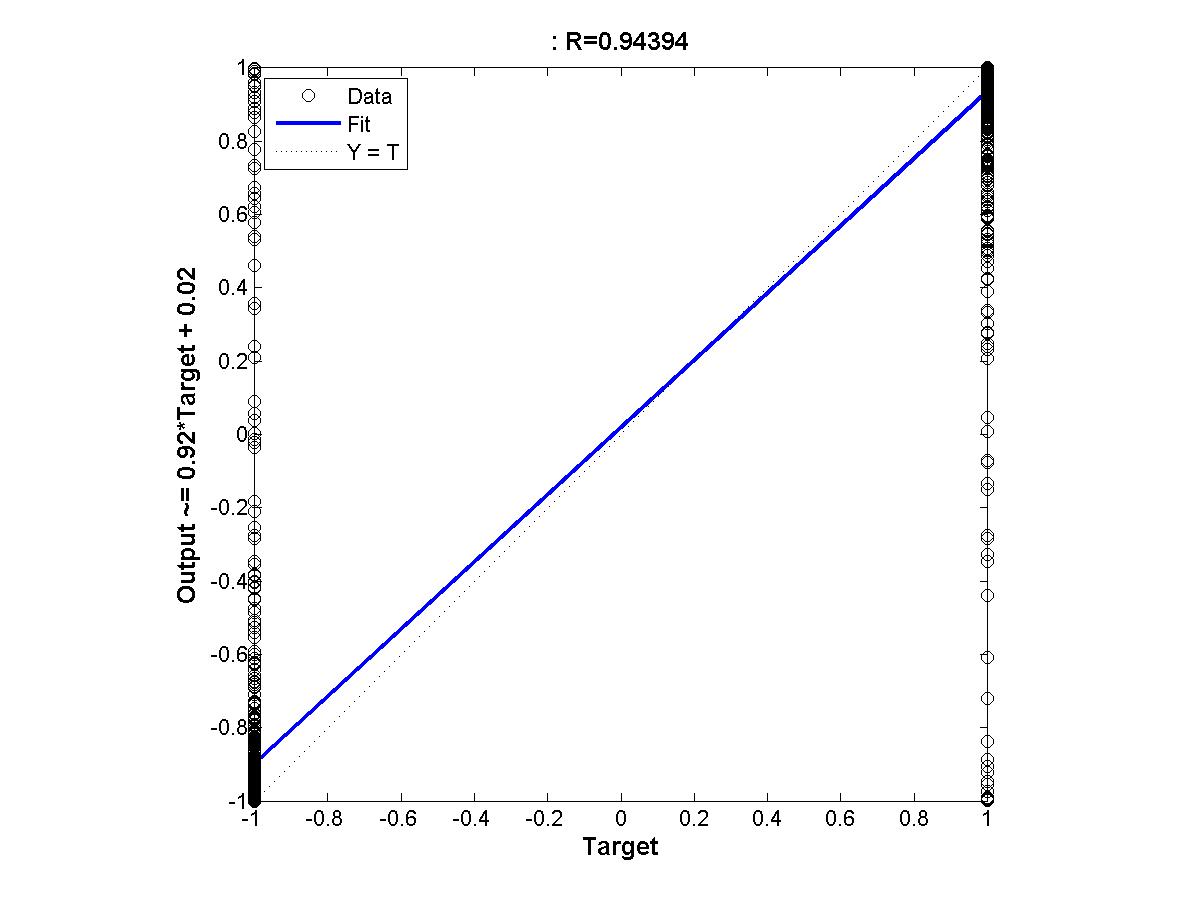 : R=0.94394
Data
Fit
Y = T
Output ~= 0.92*Target + 0.02
1
0.8
0.6
0.4
0.2
0
-0.2
-0.4
-0.6
-0.8
-1
-1 -0.8 -0.6 -0.4 -0.2 0 0.2 0.4 0.6 0.8 1
Target